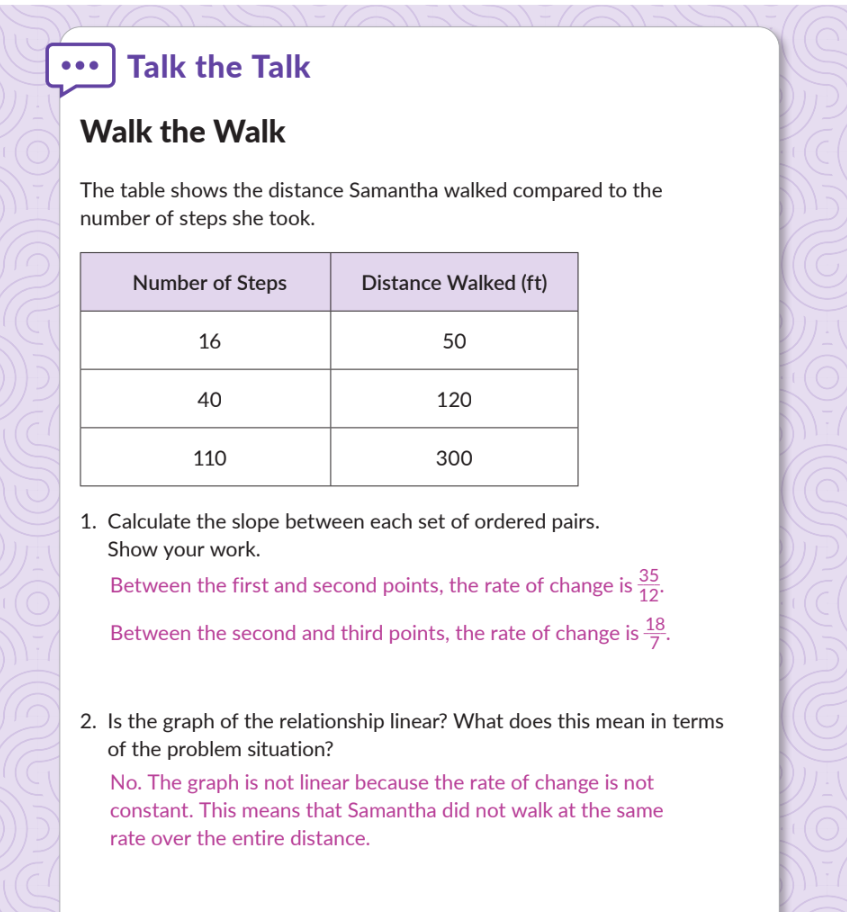 Talk the Talk
Walk the Walk
The table shows the distance Samantha walked compared to the
number of steps she took.
Number of Steps Distance Walked (ft)
16 50
40 120
110 300
1. Calculate the slope between each set of ordered pairs.
Show your work.
Between the first and second points, the rate of change is 35/12.
Between the second and third points, the rate of change is 18/7.
2. Is the graph of the relationship linear? What does this mean in terms
of the problem situation?
No. The graph is not linear because the rate of change is not
constant. This means that Samantha did not walk at the same
rate over the entire distance.